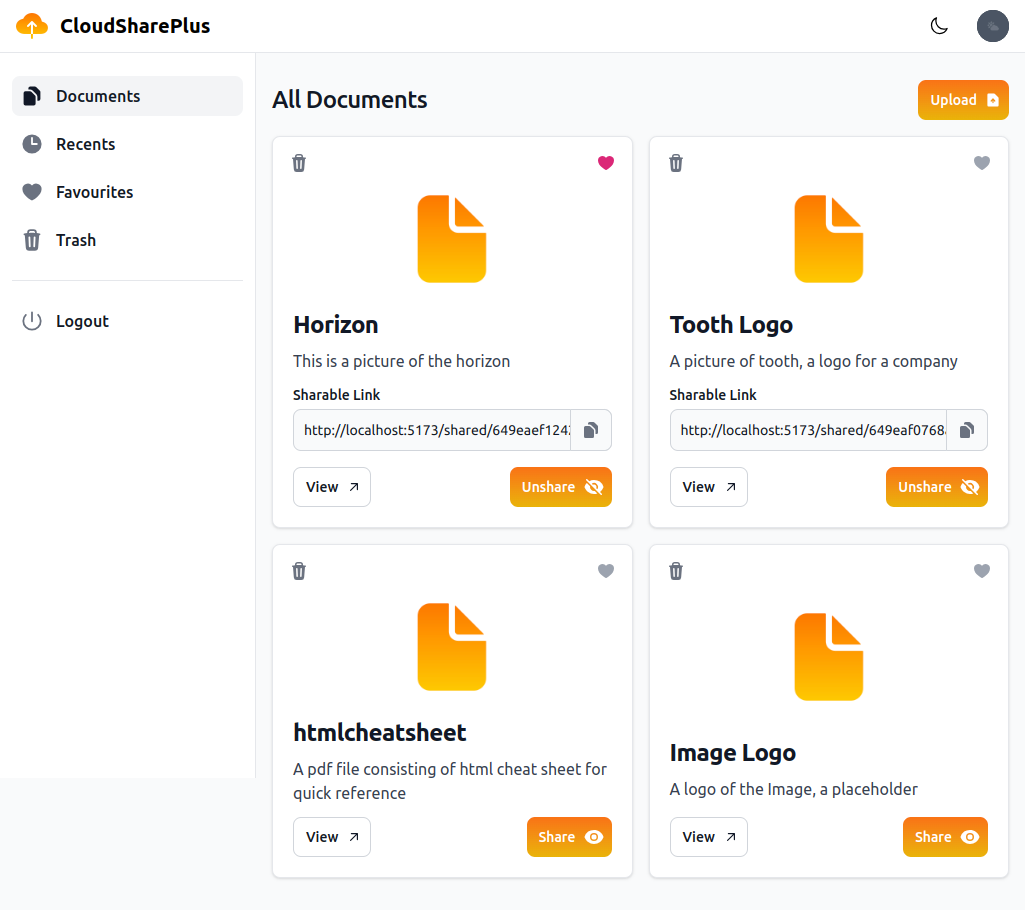 CloudSharePlus
Documents
Recents
Favourites
Trash
Logout
All Documents
Upload
Horizon
This is a picture of the horizon
Sharable Link
http://localhost:5173/shared/649eaef124
View
Unshare
Tooth Logo
A picture of tooth, a logo for a company
Sharable Link
http://localhost:5173/shared/649eaf0768
View
Unshare
htmlcheatsheet
A pdf file consisting of html cheat sheet for
quick reference
View
Share
Image Logo
A logo of the Image, a placeholder
View
Share